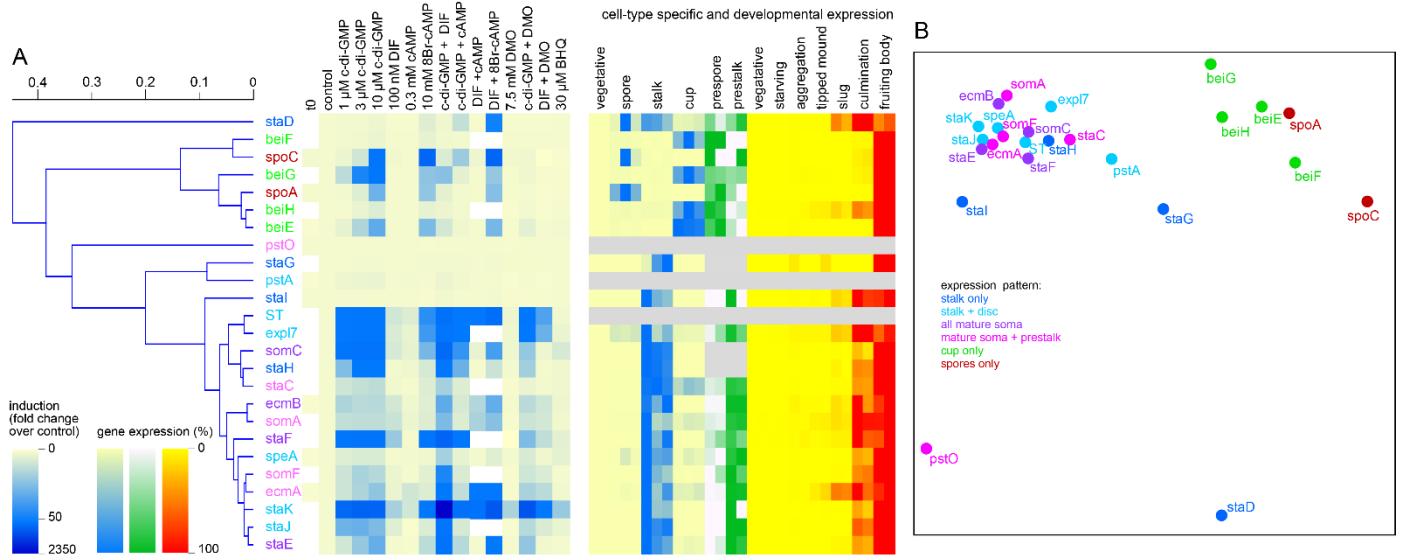 A
0.4 0.3 0.2 0.1 0
t0
control
1 µM c-di-GMP
3 µM c-di-GMP
10 µM c-di-GMP
100 nM DIF
0.3 mM cAMP
10 mM 8Br-cAMP
c-di-GMP + DIF
c-di-GMP + cAMP
DIF +cAMP
DIF + 8Br-cAMP
7.5 mM DMO
c-di-GMP + DMO
DIF + DMO
30 µM BHQ
cell-type specific and developmental expression
vegetative
spore
stalk
cup
prespore
prestalk
vegatative
starving
aggregation
tipped mound
slug
culmination
fruiting body
staD
beiF
spoC
beiG
spoA
beiH
beiE
pstO
staG
pstA
staI
ST
expl7
somC
staH
staC
ecmB
somA
staF
speA
somF
ecmA
staK
staJ
staE
induction
(fold change
over control)
0
50
2350
gene expression (%)
0
100
B
beiG
somA
ecmB
expl7
beiE
spoA
staK
speA
beiH
somF
somC
staC
staJ
ST
staH
staE
ecmA
staF
pstA
beiF
staI
staG
spoC
expression pattern:
stalk only
stalk + disc
all mature soma
mature soma + prestalk
cup only
spores only
pstO
staD